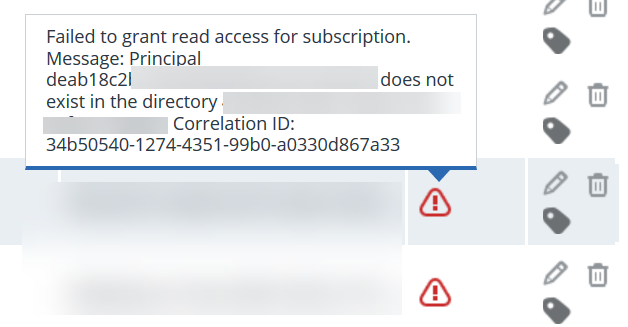 Failed to grant read access for subscription.
Message: Principal
does not
exist in the directory
Correlation ID:
34b50540-1274-4351-99b0-a0330d867a33